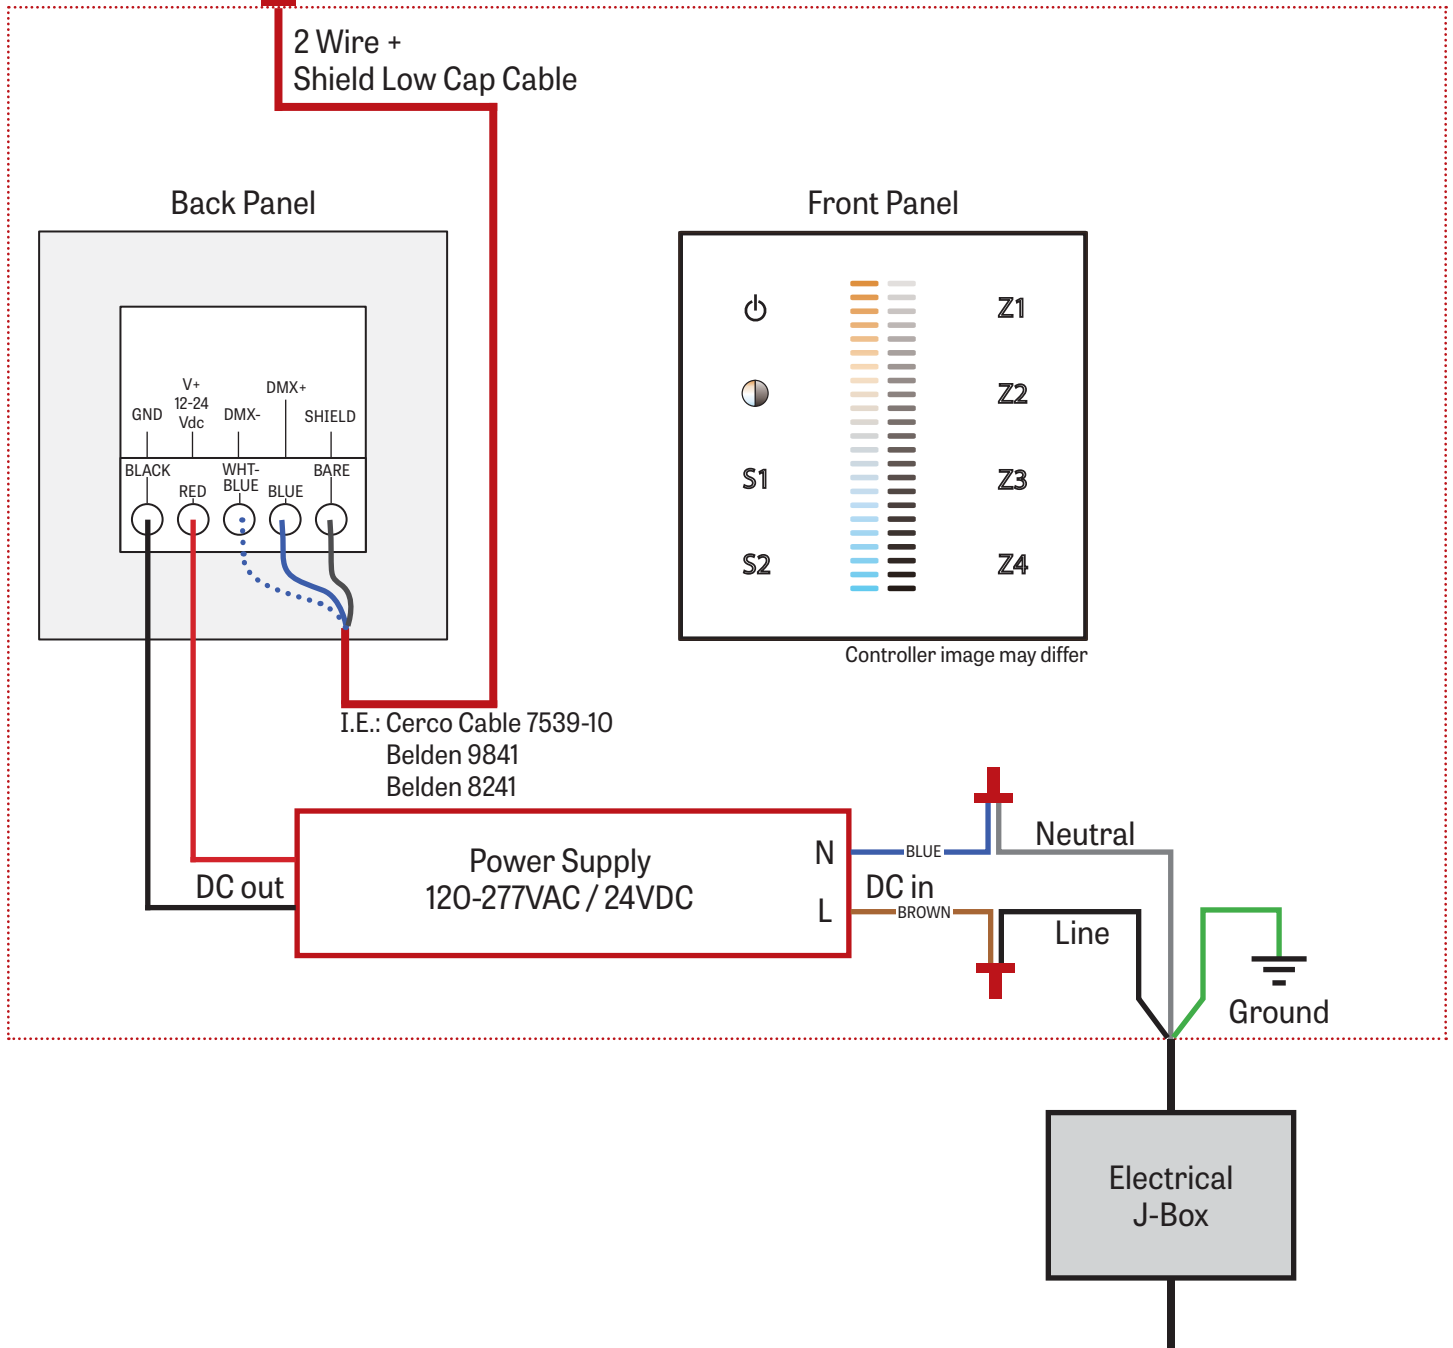 2 Wire +
Shield Low Cap Cable
Back Panel
GND
V+
12-24
Vdc
DMX-
DMX+
SHIELD
BLACK
RED
WHT-
BLUE
BLUE
BARE
Front Panel
Z1
Z2
S1
Z3
S2
Z4
Controller image may differ
I.E.: Cerco Cable 7539-10
Belden 9841
Belden 8241
DC out
Power Supply
120-277VAC / 24VDC
N
L
BLUE
DC in
BROWN
Neutral
Line
Ground
Electrical
J-Box